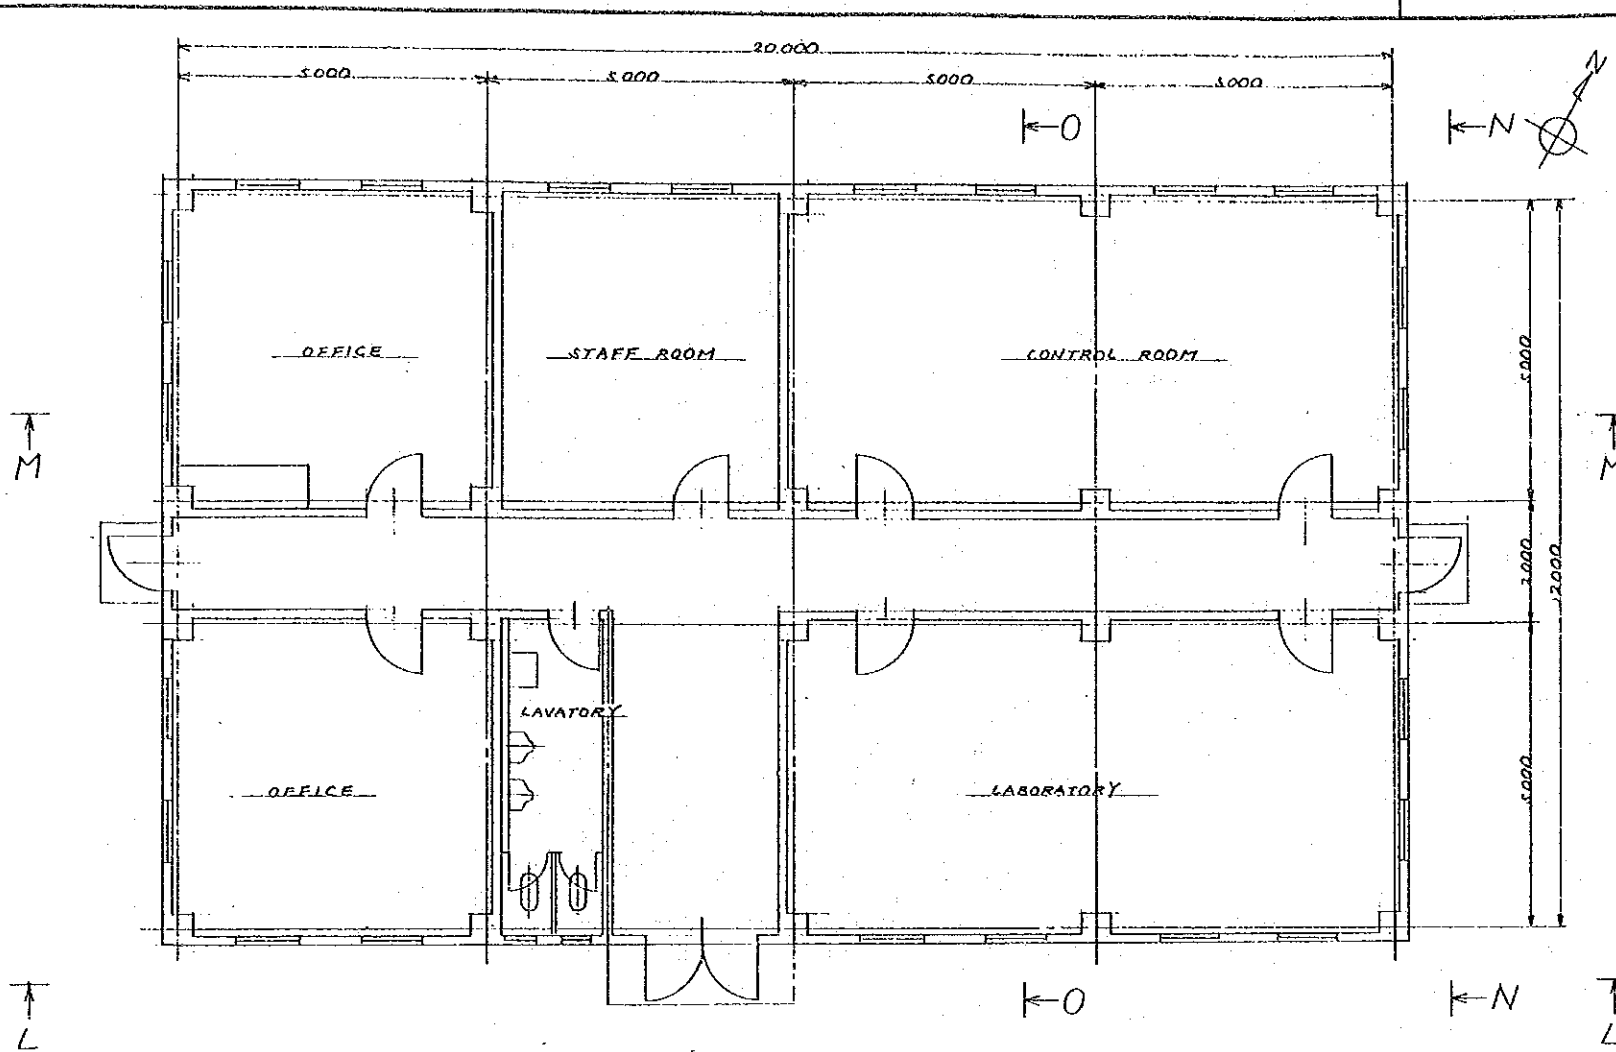 20.000
5000 5000 5000 5000
N
O N
OFFICE STAFF ROOM CONTROL ROOM
5000
M M
2000
12000
LAVATORY
OFFICE LABORATORY
5000
O N
L L